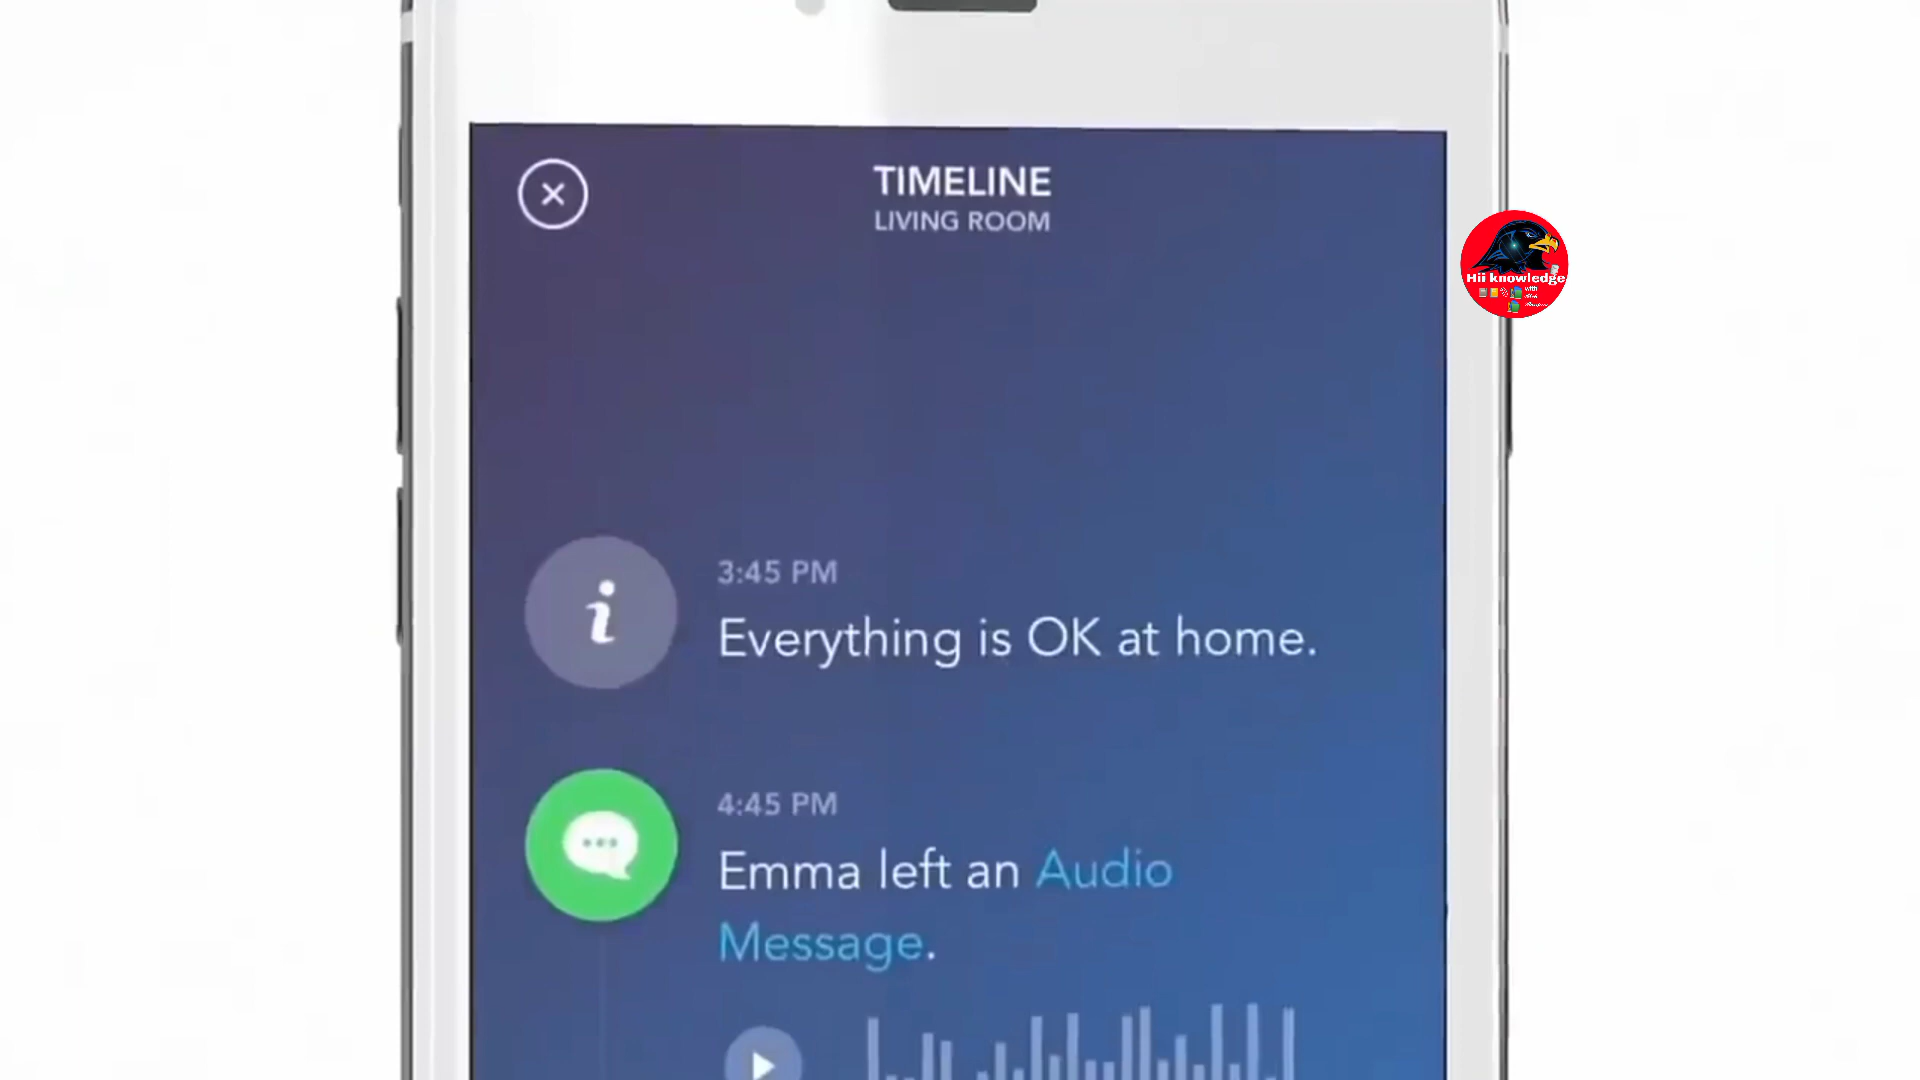 TIMELINE
LIVING ROOM
Hii knowledge
with
3:45 PM
Everything is OK at home.
4:45 PM
Emma left an Audio
Message.